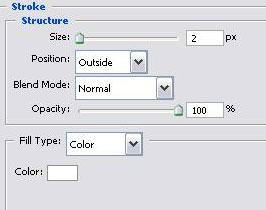 Stroke
Structure
Size: 2 px
Position: Outside
Blend Mode: Normal
Opacity: 100 %
Fill Type: Color
Color: